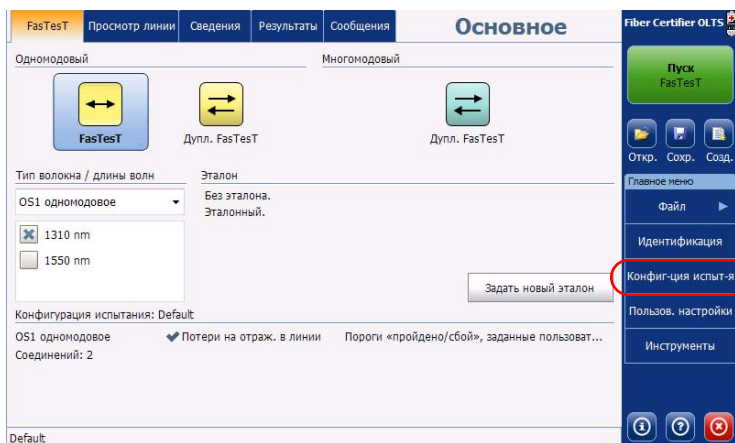 FasTesT
Просмотр линии
Сведения
Результаты
Сообщения
Основное
Fiber Certifier OLTS
Одномодовый
Многомодовый
FasTesT
Дупл. FasTesT
Дупл. FasTesT
Пуск
FasTesT
Откр.
Сохр.
Созд.
Тип волокна / длины волн
Эталон
OS1 одномодовое
Без эталона.
Эталонный.
1310 nm
1550 nm
Задать новый эталон
Главное меню
Файл
Идентификация
Конфиг-ция испыт-я
Пользов. настройки
Инструменты
Конфигурация испытания: Default
OS1 одномодовое
Потери на отраж. в линии
Пороги «пройдено/сбой», заданные пользоват...
Соединений: 2
Default